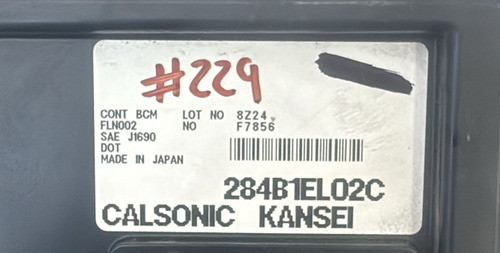 #229
CONT BCM LOT NO 8Z24
FLN002 NO F7856
SAE J1690
DOT
MADE IN JAPAN
284B1EL02C
CALSONIC KANSEI